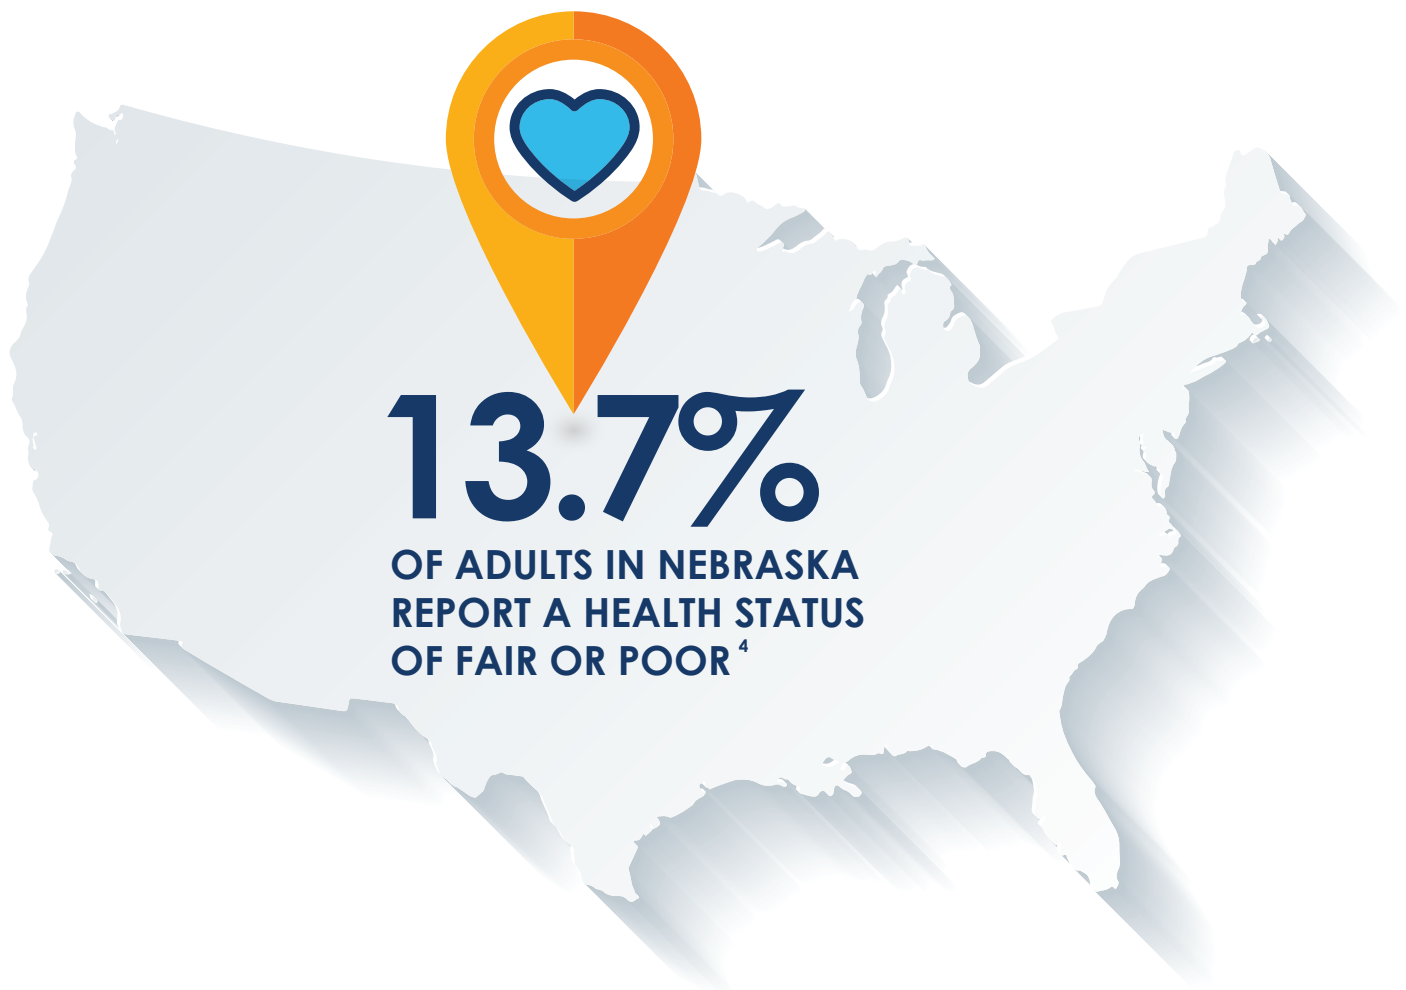 13.7%
OF ADULTS IN NEBRASKA
REPORT A HEALTH STATUS
OF FAIR OR POOR 4